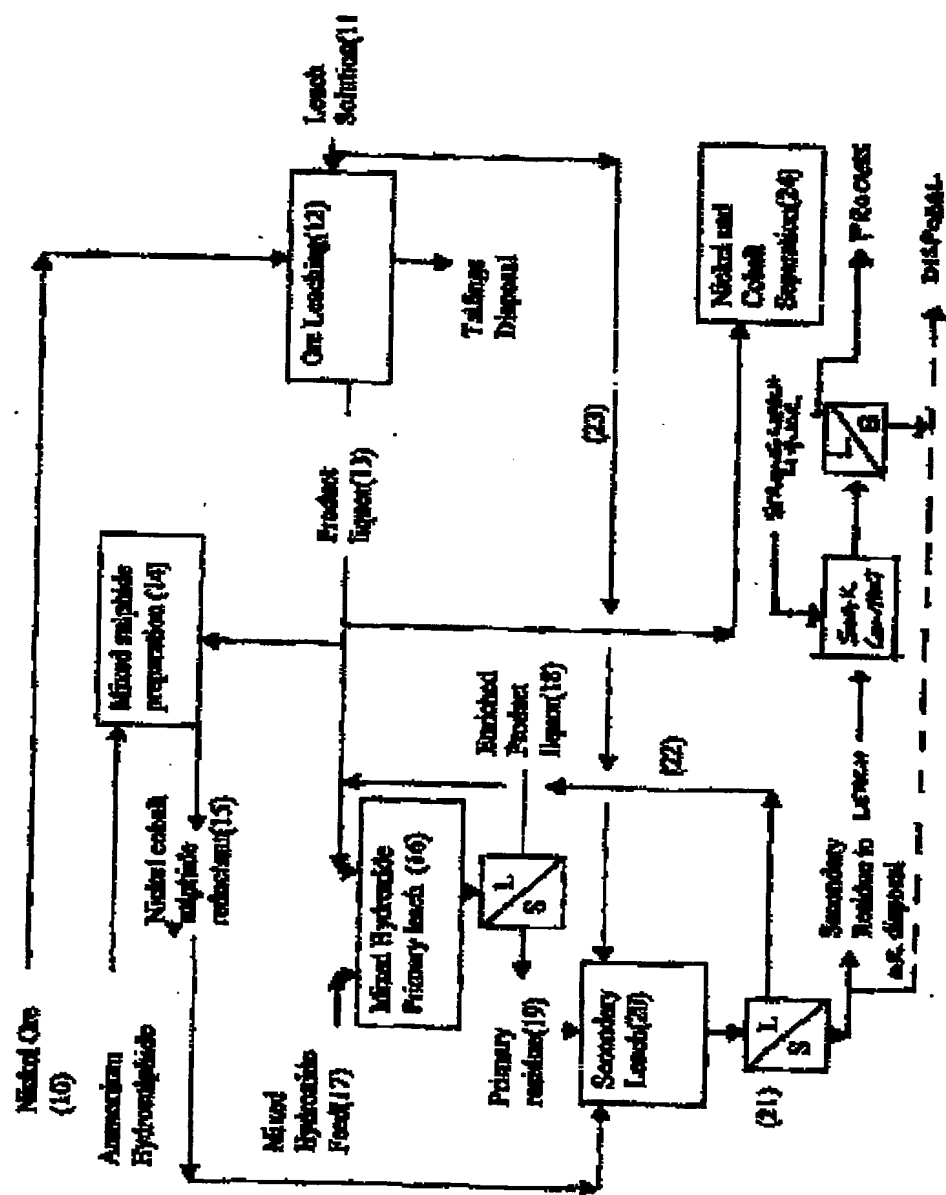 Nickel Ore
(10)
Ammonium
Hydrosulphide
Mixed sulphide
preparation (14)
Nickel cobalt
sulphide
reductant(15)
Product
liquor(13)
Ore Leaching(12)
Leach
Solution(11
Tailings
Disposal
Mixed
Hydroxide
Feed(17)
Mixed Hydroxide
Primary leach (16)
L
S
Enriched
Product
liquor(18)
Primary
residue(19)
(23)
Nickel and
Cobalt
Separation(24)
Secondary
Leach(20)
L
S
(21)
(22)
Secondary
Residue to LEACH
OR disposal
L
PROCESS
DISPOSAL